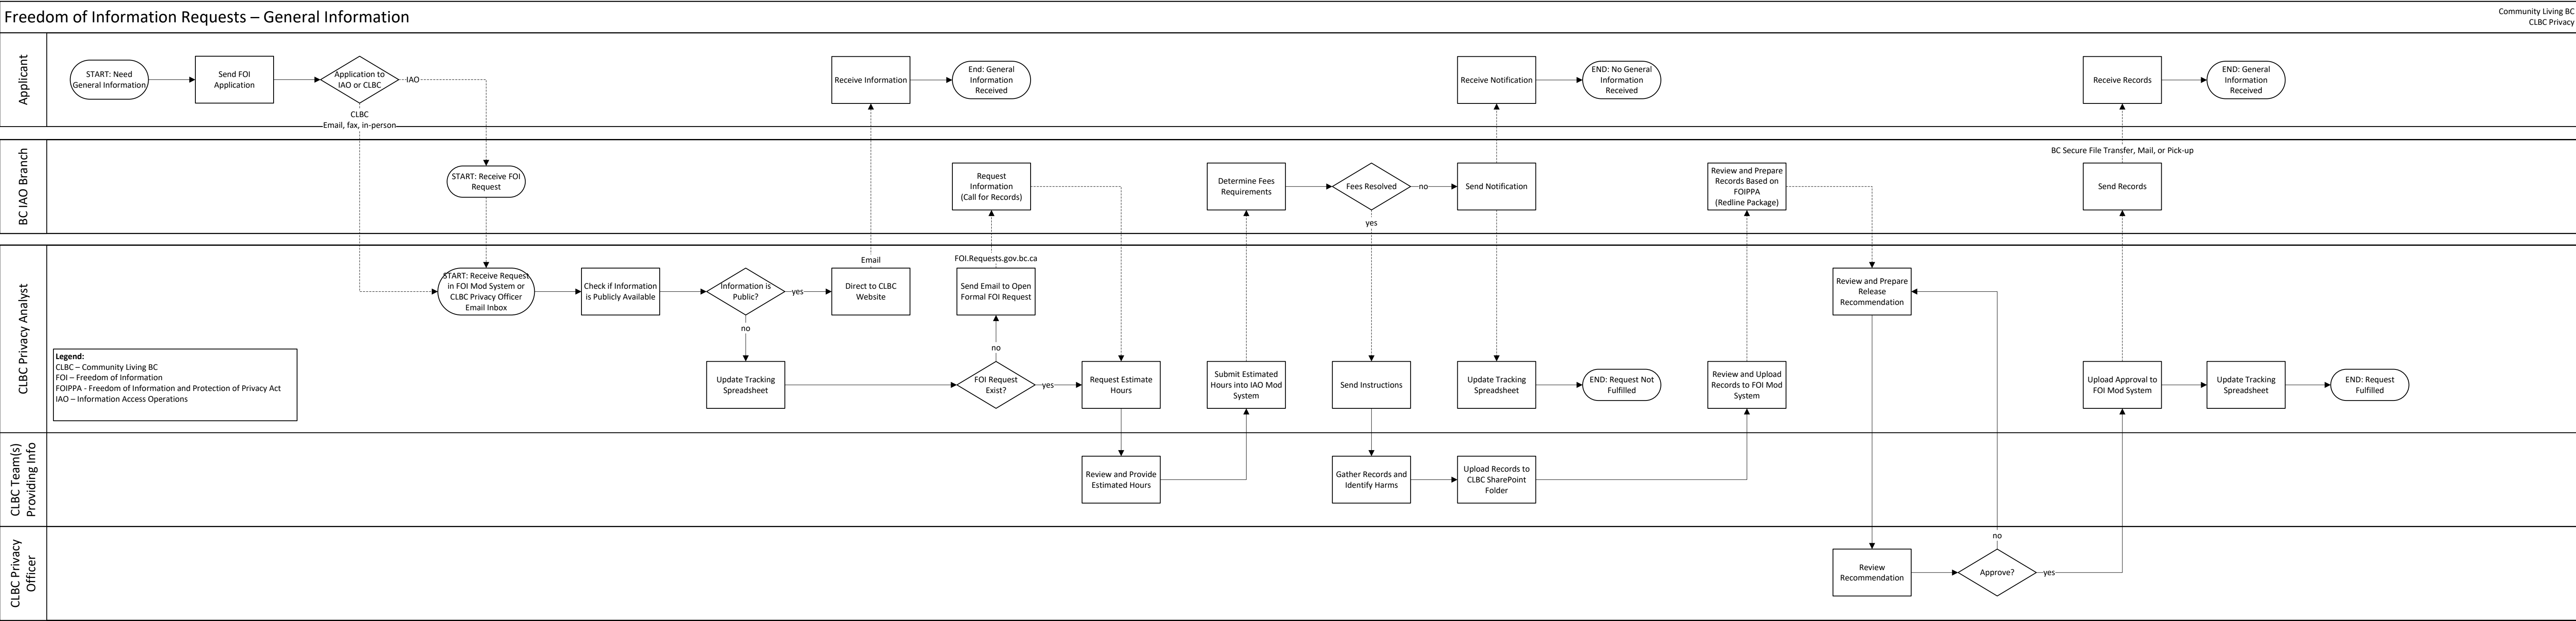 Freedom of Information Requests – General Information
Community Living BC
CLBC Privacy
Applicant
START: Need
General Information
Send FOI
Application
Application to
IAO or CLBC
IAO
CLBC
Email, fax, in-person
Receive Information
End: General
Information
Received
Receive Notification
END: No General
Information
Received
Receive Records
END: General
Information
Received
BC IAO Branch
START: Receive FOI
Request
Request
Information
(Call for Records)
Determine Fees
Requirements
Fees Resolved
no
yes
Send Notification
Review and Prepare
Records Based on
FOIPPA
(Redline Package)
BC Secure File Transfer, Mail, or Pick-up
Send Records
CLBC Privacy Analyst
START: Receive Request
in FOI Mod System or
CLBC Privacy Officer
Email Inbox
Check if Information
is Publicly Available
Information is
Public?
yes
no
Email
Direct to CLBC
Website
FOI.Requests.gov.bc.ca
Send Email to Open
Formal FOI Request
no
Review and Prepare
Release
Recommendation
Legend:
CLBC – Community Living BC
FOI – Freedom of Information
FOIPPA - Freedom of Information and Protection of Privacy Act
IAO – Information Access Operations
Update Tracking
Spreadsheet
FOI Request
Exist?
yes
Request Estimate
Hours
Submit Estimated
Hours into IAO Mod
System
Send Instructions
Update Tracking
Spreadsheet
END: Request Not
Fulfilled
Review and Upload
Records to FOI Mod
System
Upload Approval to
FOI Mod System
Update Tracking
Spreadsheet
END: Request
Fulfilled
CLBC Team(s)
Providing Info
Review and Provide
Estimated Hours
Gather Records and
Identify Harms
Upload Records to
CLBC SharePoint
Folder
CLBC Privacy
Officer
Review
Recommendation
Approve?
no
yes